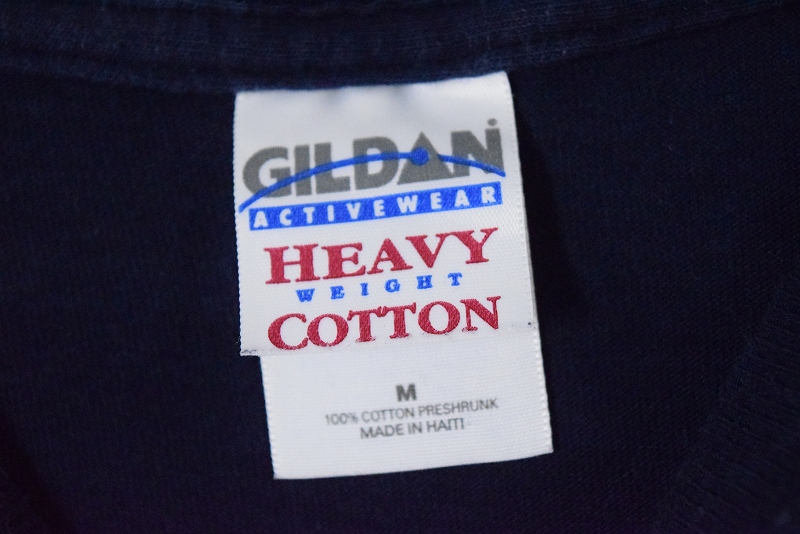 GILDAN
ACTIVEWEAR
HEAVY
WEIGHT
COTTON
M
100% COTTON PRESHRUNK
MADE IN HAITI